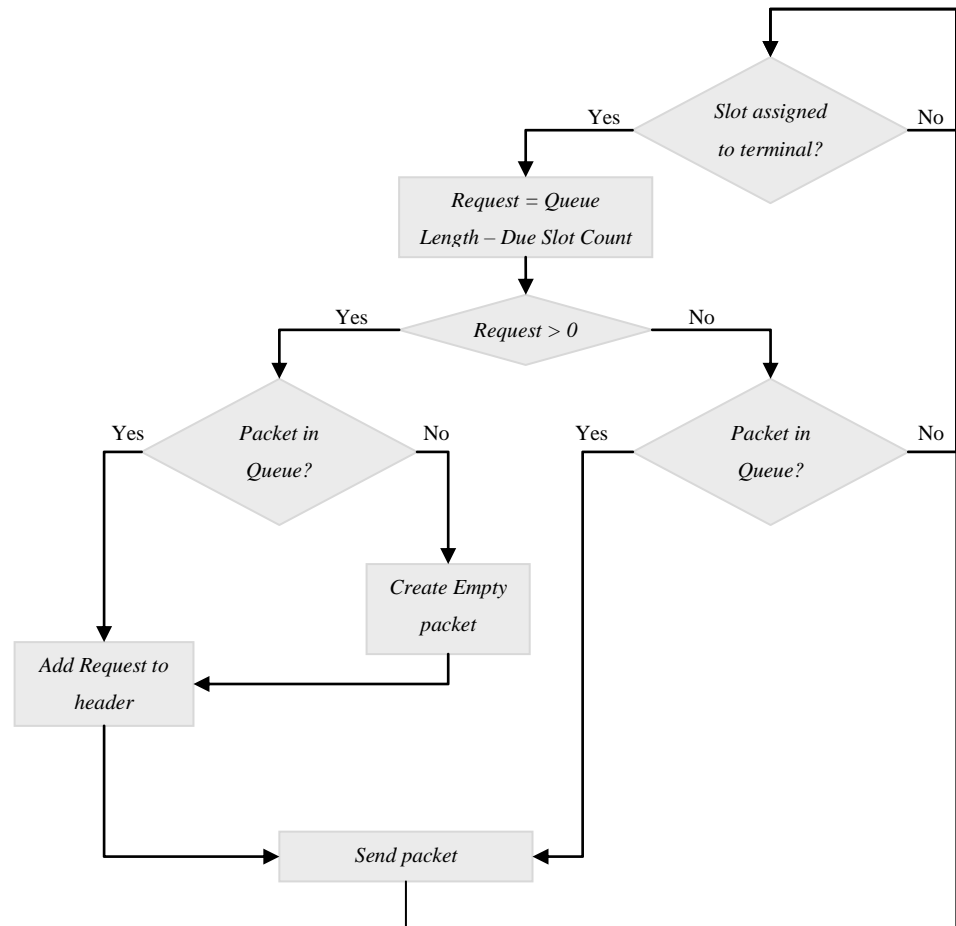 Yes
Slot assigned
to terminal?
No
Request = Queue
Length – Due Slot Count
Yes
Request > 0
No
Yes
Packet in
Queue?
No
Yes
Packet in
Queue?
No
Create Empty
packet
Add Request to
header
Send packet